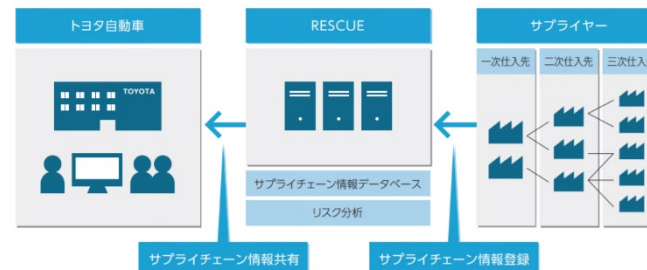 トヨタ自動車
RESCUE
サプライヤー
一次仕入先
二次仕入先
三次仕入先
TOYOTA
サプライチェーン情報データベース
リスク分析
サプライチェーン情報共有
サプライチェーン情報登録